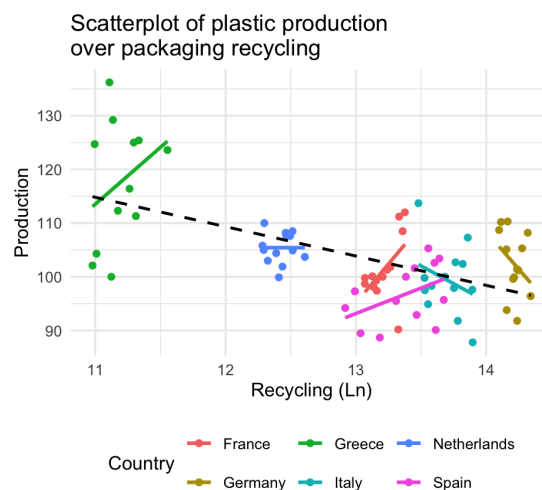 Scatterplot of plastic production
over packaging recycling
Production
130
120
110
100
90
11 12 13 14
Recycling (Ln)
Country
France Greece Netherlands
Germany Italy Spain